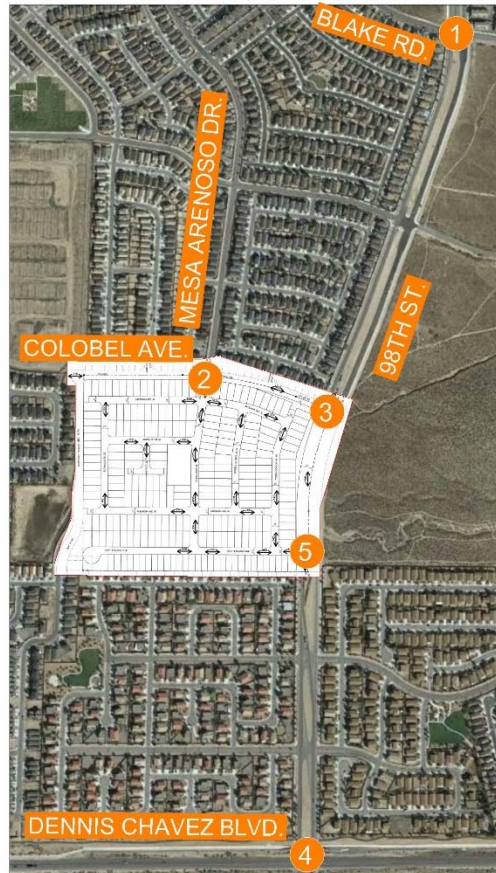 BLAKE RD.
1
MESA ARENOSO DR.
98TH ST.
COLOBEL AVE.
2
3
5
DENNIS CHAVEZ BLVD.
4